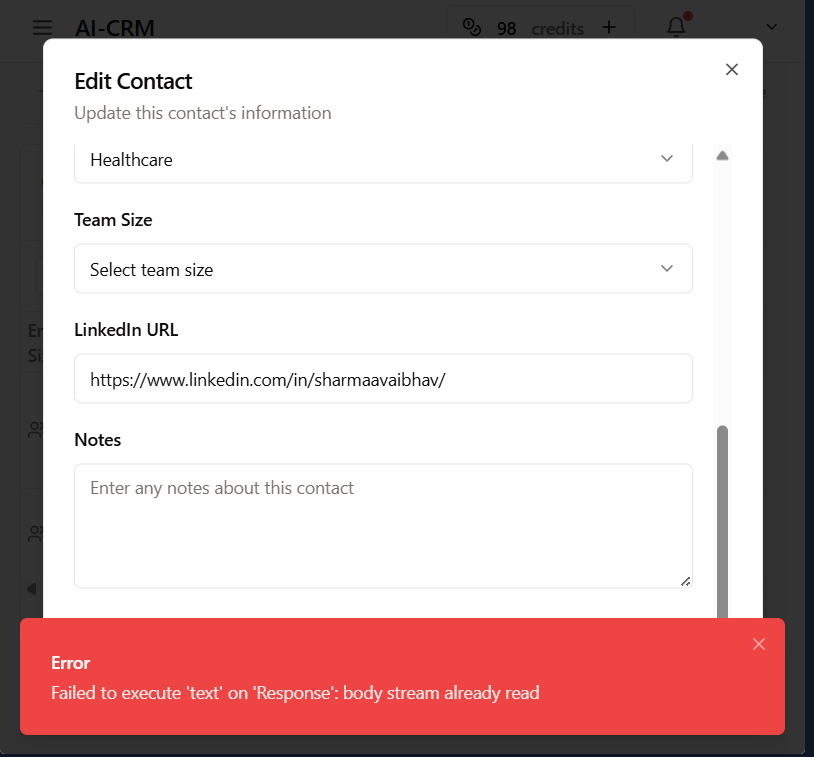 AI-CRM
98 credits +
Edit Contact
Update this contact's information
Healthcare
Team Size
Select team size
LinkedIn URL
https://www.linkedin.com/in/sharmaavaibhav/
Notes
Enter any notes about this contact
Error
Failed to execute 'text' on 'Response': body stream already read